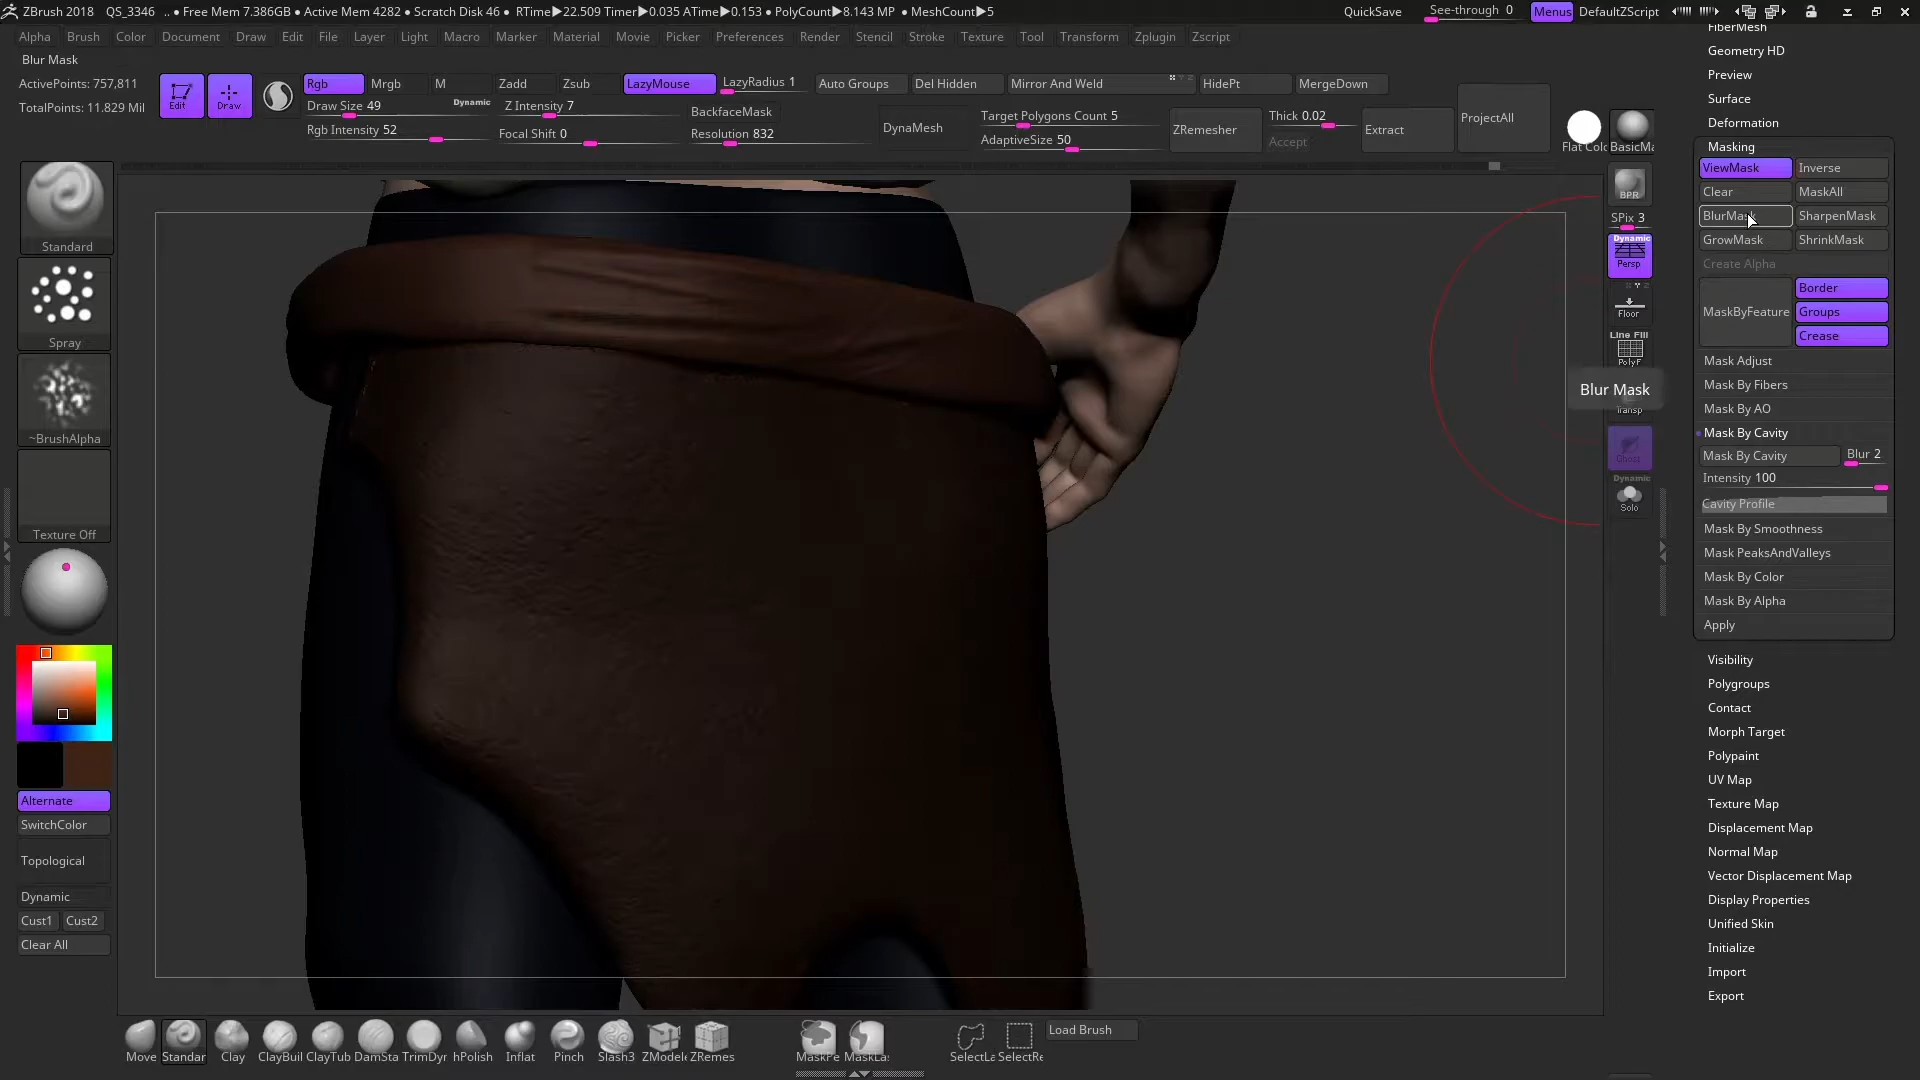 ZBrush 2018 QS_3346 .. • Free Mem 7.386GB • Active Mem 4282 • Scratch Disk 46 • RTime▶22.509 Timer▶0.035 ATime▶0.153 • PolyCount▶8.143 MP • MeshCount▶5 QuickSave See-through 0 Menus DefaultZScript
Alpha Brush Color Document Draw Edit File Layer Light Macro Marker Material Movie Picker Preferences Render Stencil Stroke Texture Tool Transform Zplugin Zscript
Blur Mask
ActivePoints: 757,811
TotalPoints: 11.829 Mil
Edit
Draw
Rgb Mrgb M Zadd Zsub LazyMouse LazyRadius 1 Auto Groups Del Hidden Mirror And Weld HidePt MergeDown
Draw Size 49 Dynamic Z Intensity 7 BackfaceMask
Rgb Intensity 52 Focal Shift 0 Resolution 832
DynaMesh
Target Polygons Count 5
AdaptiveSize 50
ZRemesher
Thick 0.02
Accept
Extract
ProjectAll
Flat Colo
BasicMa
Standard
Spray
~BrushAlpha
Texture Off
Alternate
SwitchColor
Topological
Dynamic
Cust1 Cust2
Clear All
BPR
SPix 3
Dynamic
Persp
Floor
Line Fill
PolyF
Blur Mask
Transp
Ghost
Dynamic
Solo
FiberMesh
Geometry HD
Preview
Surface
Deformation
Masking
ViewMask Inverse
Clear MaskAll
BlurMask SharpenMask
GrowMask ShrinkMask
Create Alpha
MaskByFeature
Border
Groups
Crease
Mask Adjust
Mask By Fibers
Mask By AO
Mask By Cavity
Mask By Cavity Blur 2
Intensity 100
Cavity Profile
Mask By Smoothness
Mask PeaksAndValleys
Mask By Color
Mask By Alpha
Apply
Visibility
Polygroups
Contact
Morph Target
Polypaint
UV Map
Texture Map
Displacement Map
Normal Map
Vector Displacement Map
Display Properties
Unified Skin
Initialize
Import
Export
Move Standar Clay ClayBuil ClayTub DamSta TrimDyr hPolish Inflat Pinch Slash3 ZModele ZRemes MaskPe MaskLas SelectLa SelectRe
Load Brush